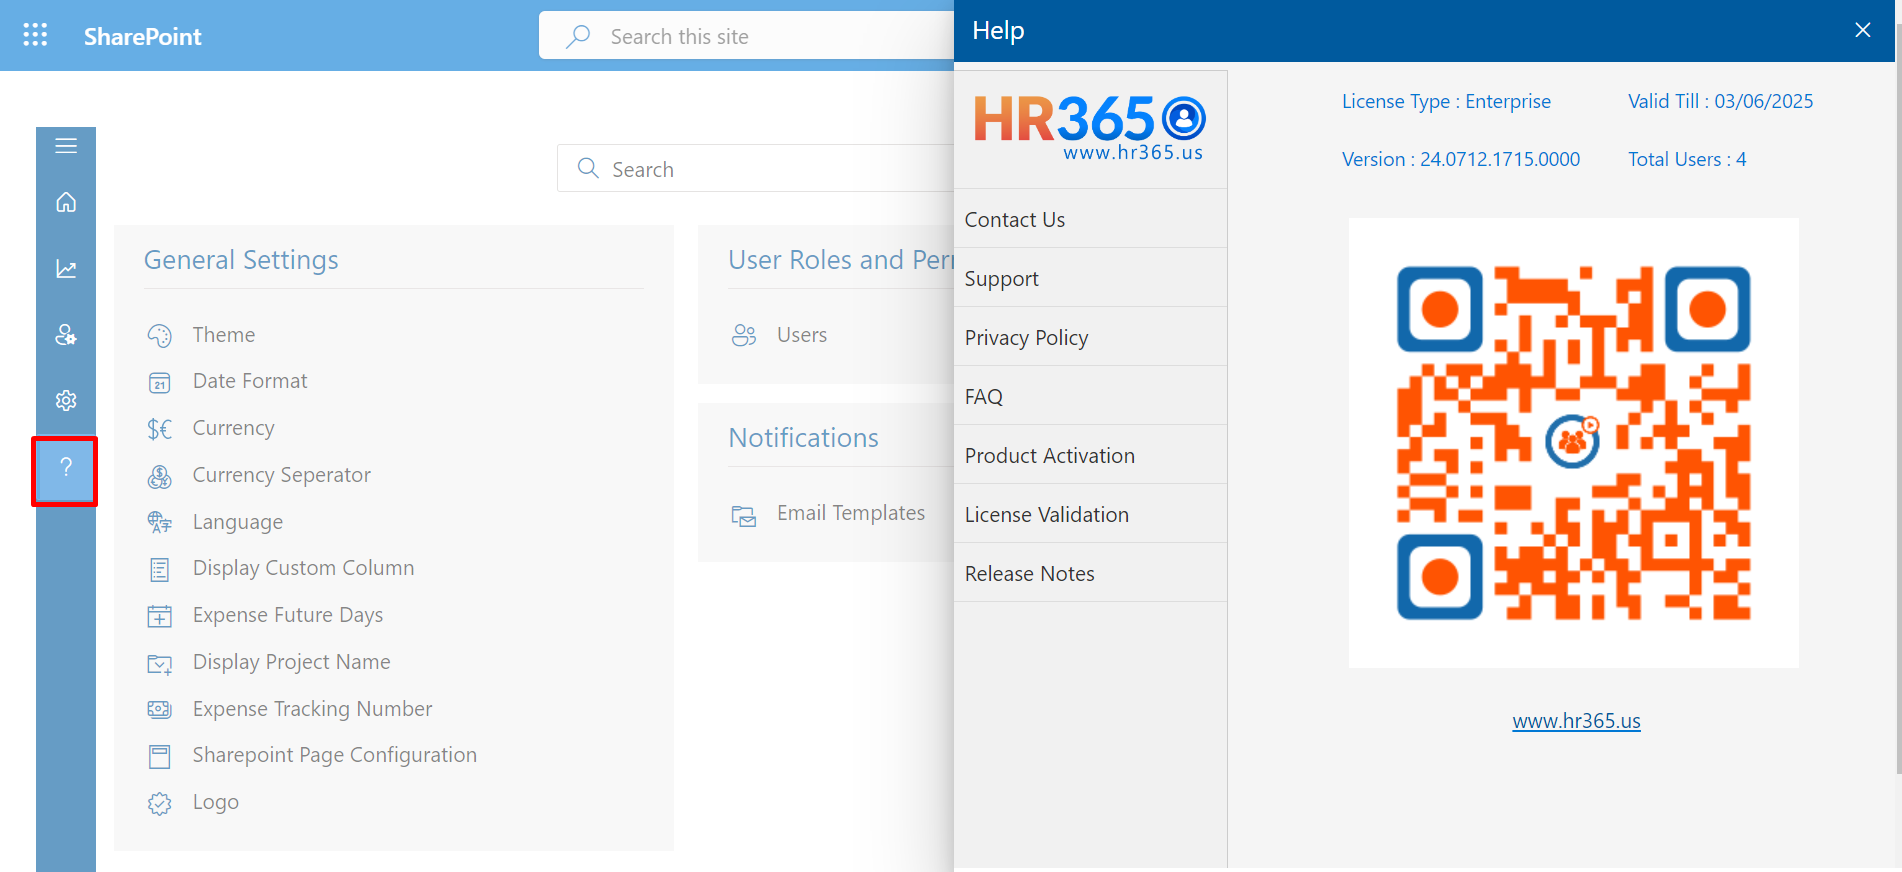 SharePoint
Search this site
Search
General Settings
Theme
21
Date Format
$€
Currency
$
Currency Seperator
字
Language
Display Custom Column
Expense Future Days
Display Project Name
Expense Tracking Number
Sharepoint Page Configuration
Logo
User Roles and Per
Users
Notifications
Email Templates
?
Help
HR365
www.hr365.us
Contact Us
Support
Privacy Policy
FAQ
Product Activation
License Validation
Release Notes
License Type : Enterprise
Valid Till : 03/06/2025
Version : 24.0712.1715.0000
Total Users : 4
www.hr365.us